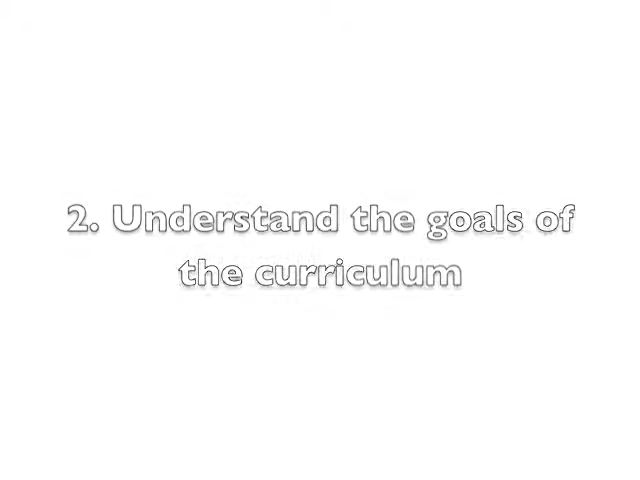 2. Understand the goals of
the curriculum